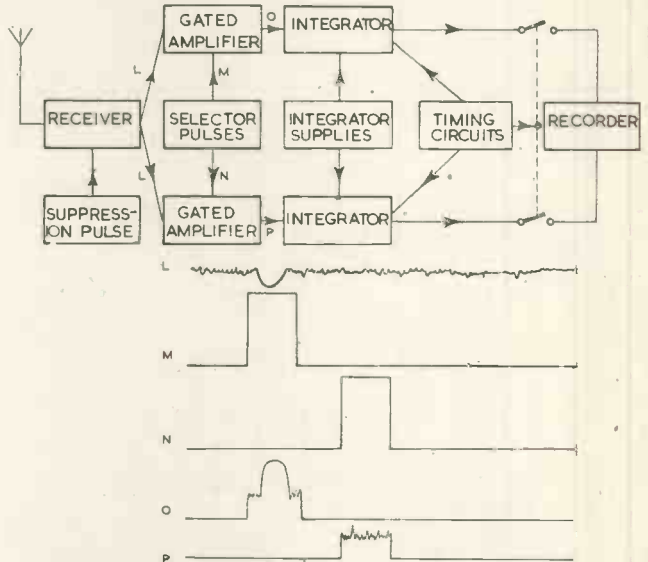 GATED
AMPLIFIER
O
INTEGRATOR
L
M
RECEIVER
SELECTOR
PULSES
INTEGRATOR
SUPPLIES
TIMING
CIRCUITS
RECORDER
L
N
SUPPRESS-
ION PULSE
GATED
AMPLIFIER
P
INTEGRATOR
L
M
N
O
P